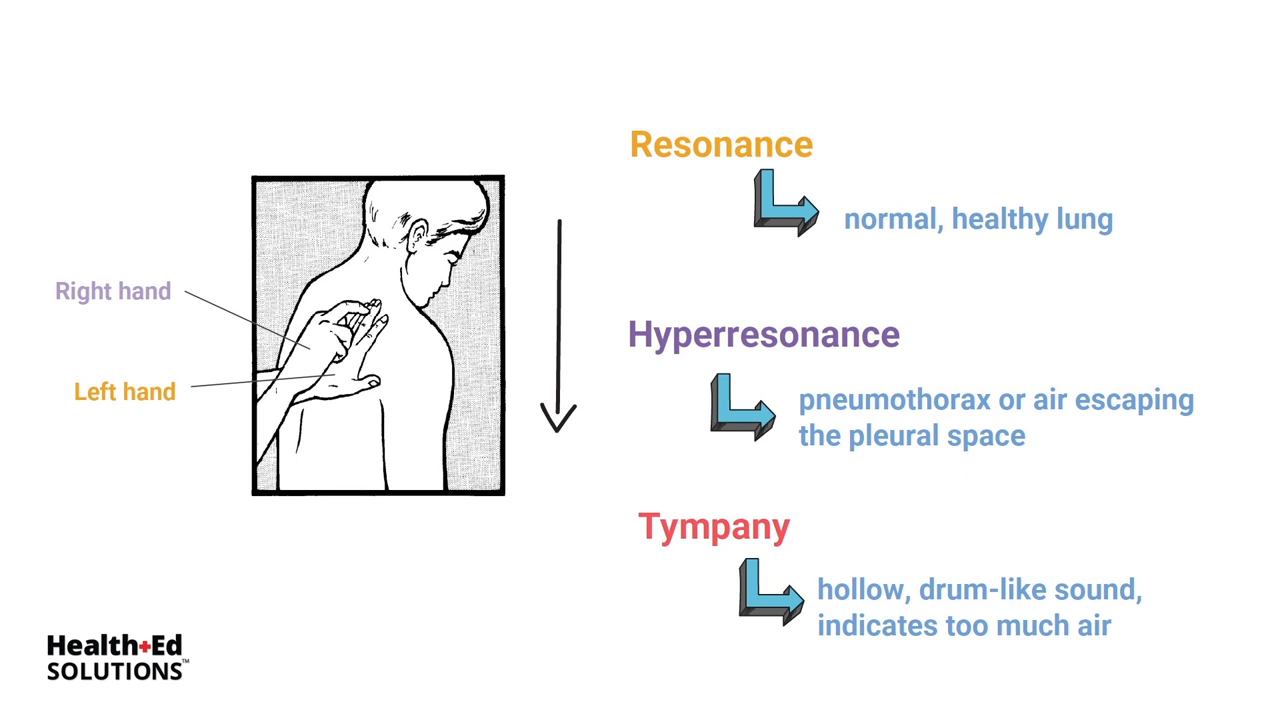 Resonance
normal, healthy lung
Right hand
Left hand
Hyperresonance
pneumothorax or air escaping
the pleural space
Tympany
hollow, drum-like sound,
indicates too much air
Health+Ed
SOLUTIONS™